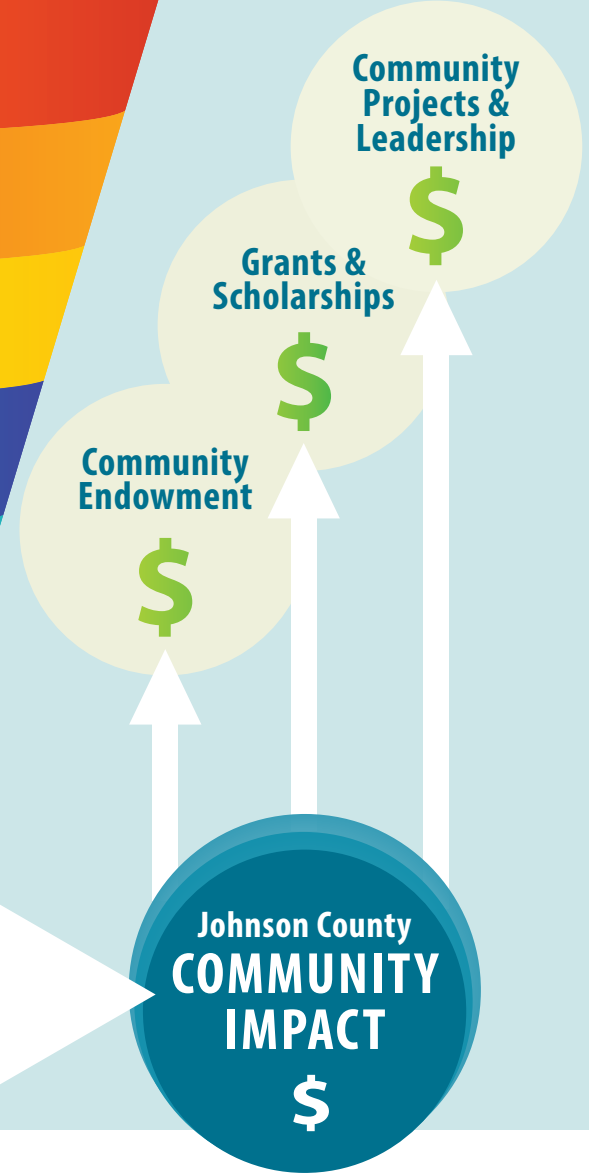 Community
Projects &
Leadership
$
Grants &
Scholarships
$
Community
Endowment
$
Johnson County
COMMUNITY
IMPACT
$